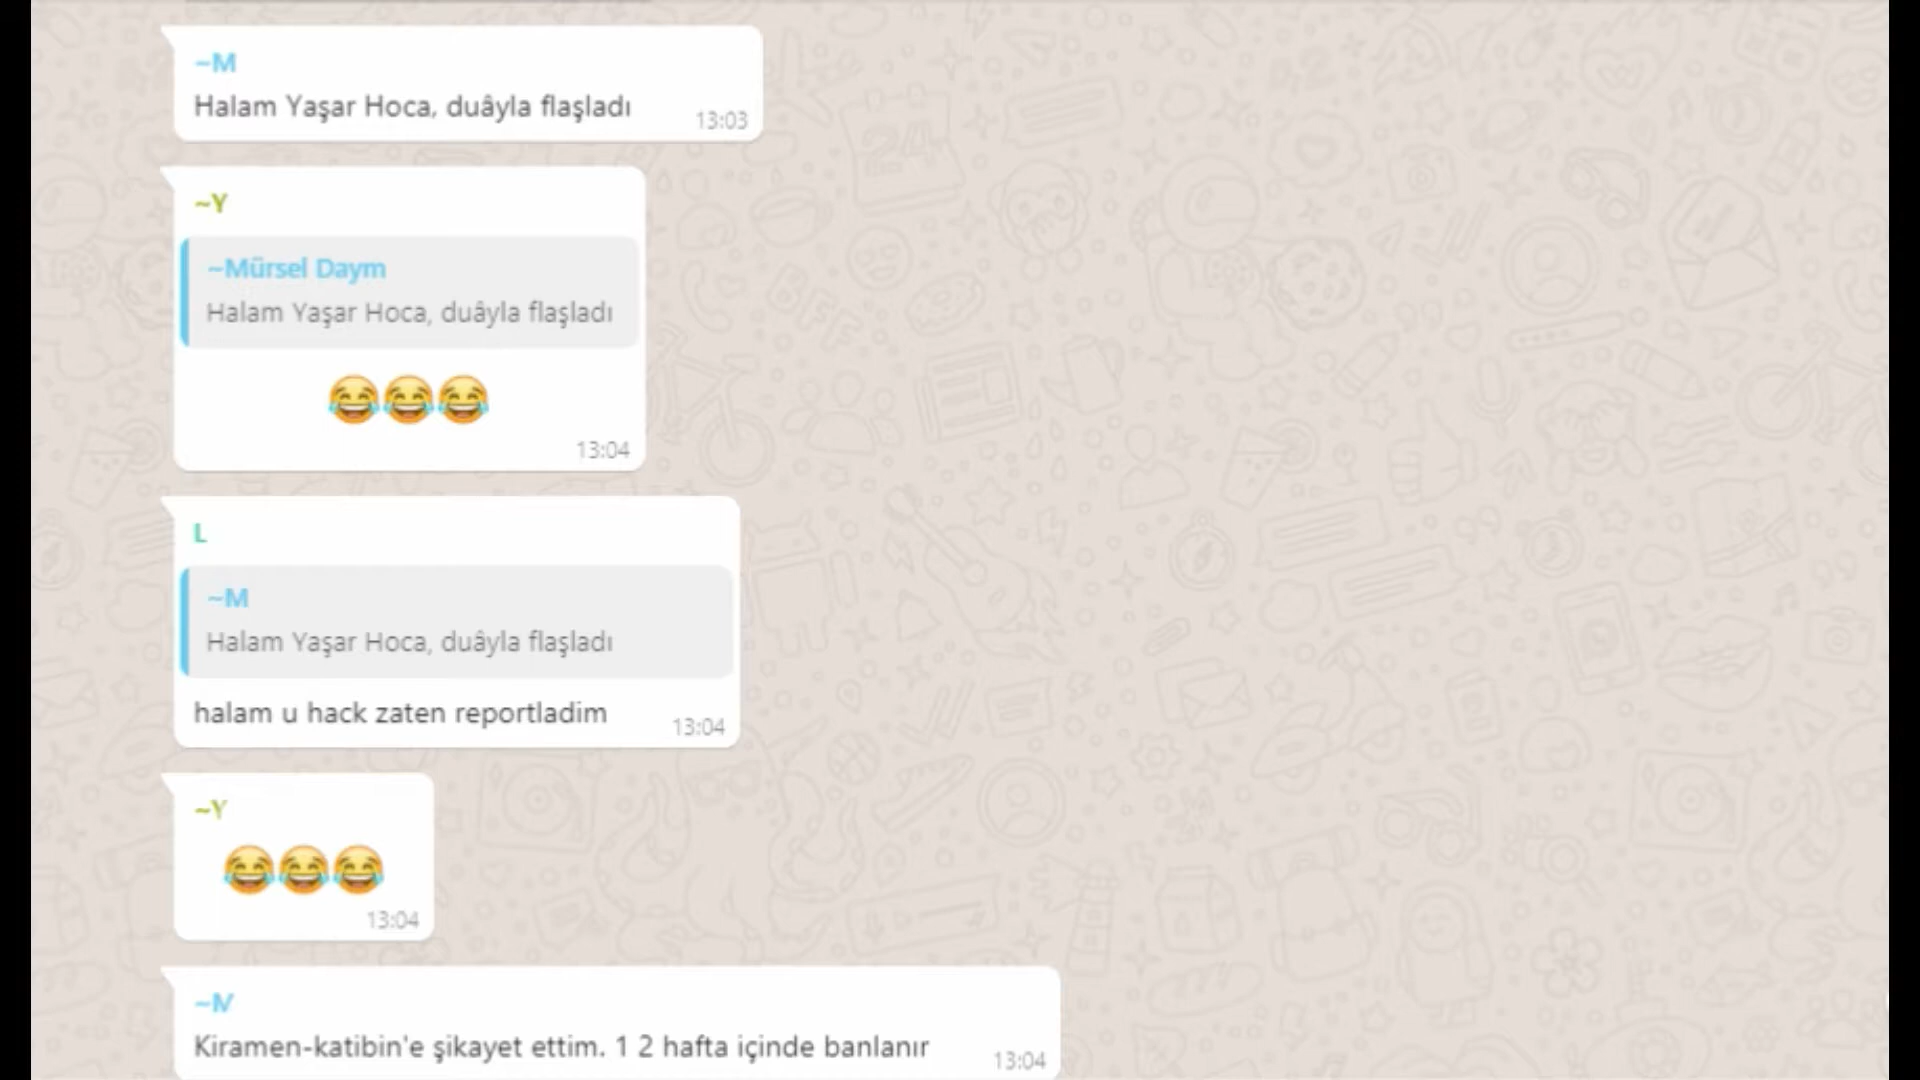 ~M
Halam Yaşar Hoca, duâyla flaşladı
13:03
~Y
~Mürsel Daym
Halam Yaşar Hoca, duâyla flaşladı
😂😂😂
13:04
L
~M
Halam Yaşar Hoca, duâyla flaşladı
halam u hack zaten reportladim
13:04
~Y
😂😂😂
13:04
~M
Kiramen-katibin'e şikayet ettim. 1 2 hafta içinde banlanır
13:04